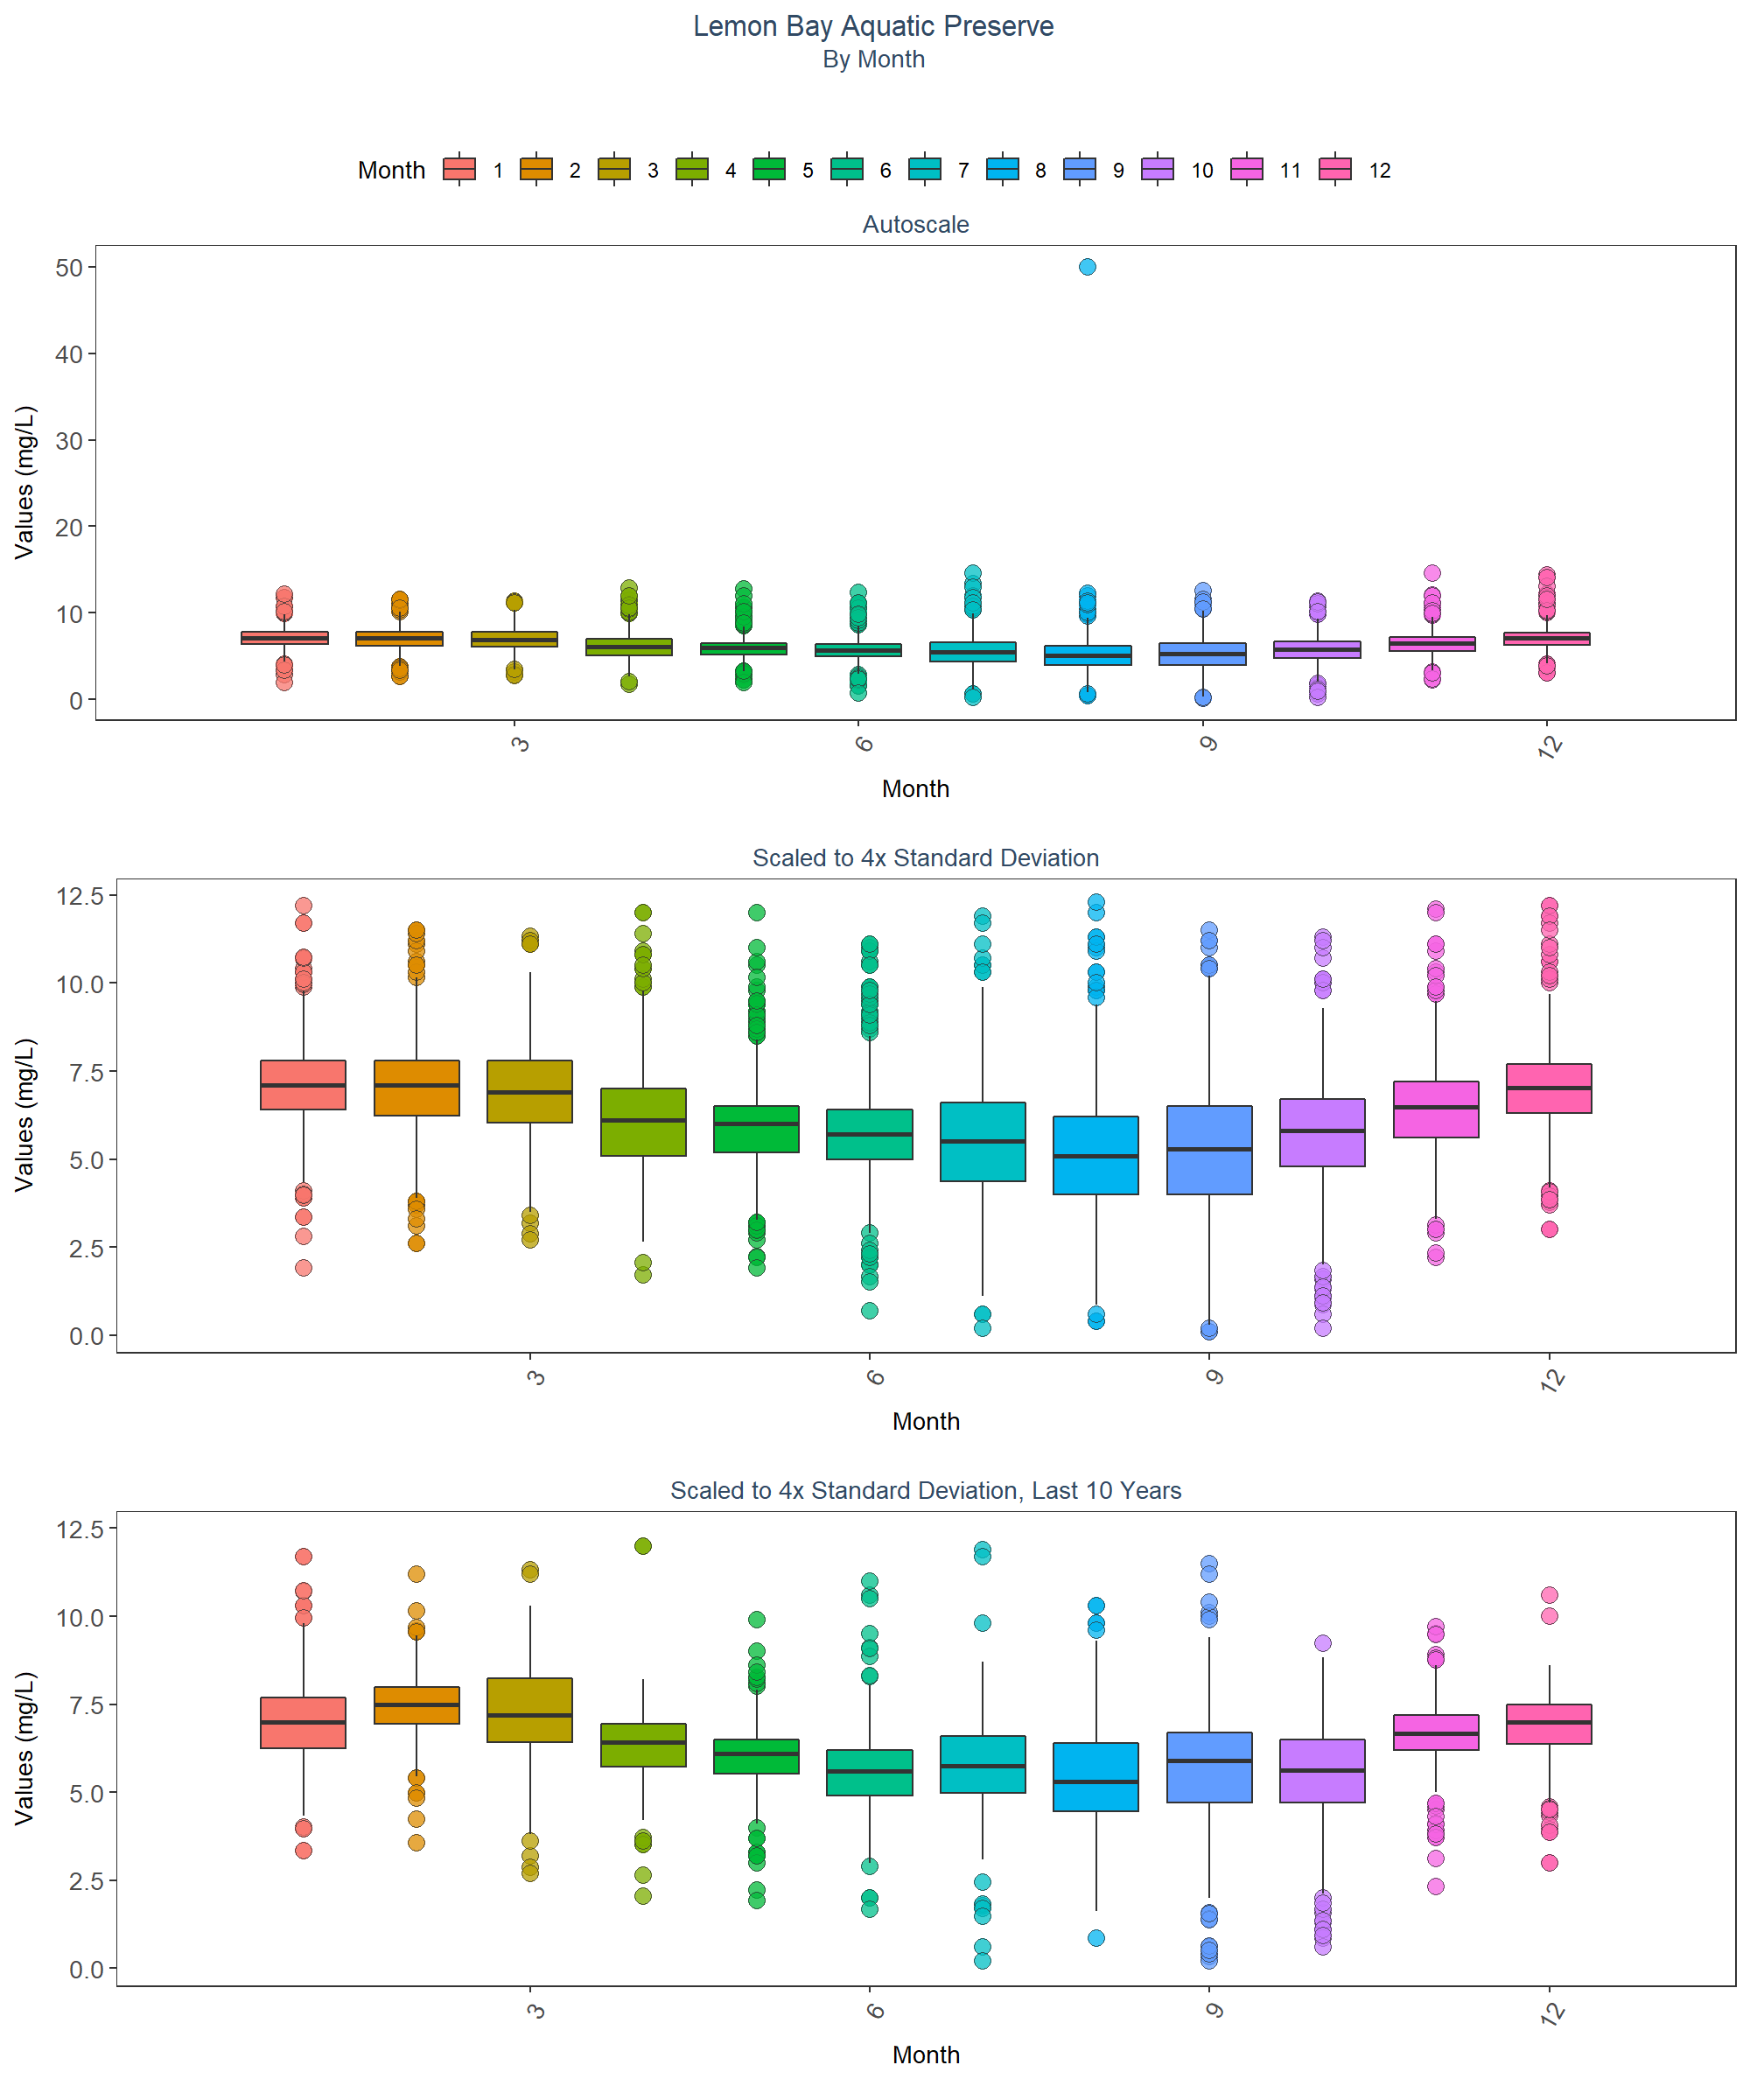 Lemon Bay Aquatic Preserve
By Month
Month 1 2 3 4 5 6 7 8 9 10 11 12
Autoscale
50
40
30
20
10
0
Values (mg/L)
3 6 9 12
Month
Scaled to 4x Standard Deviation
12.5
10.0
7.5
5.0
2.5
0.0
Values (mg/L)
3 6 9 12
Month
Scaled to 4x Standard Deviation, Last 10 Years
12.5
10.0
7.5
5.0
2.5
0.0
Values (mg/L)
3 6 9 12
Month